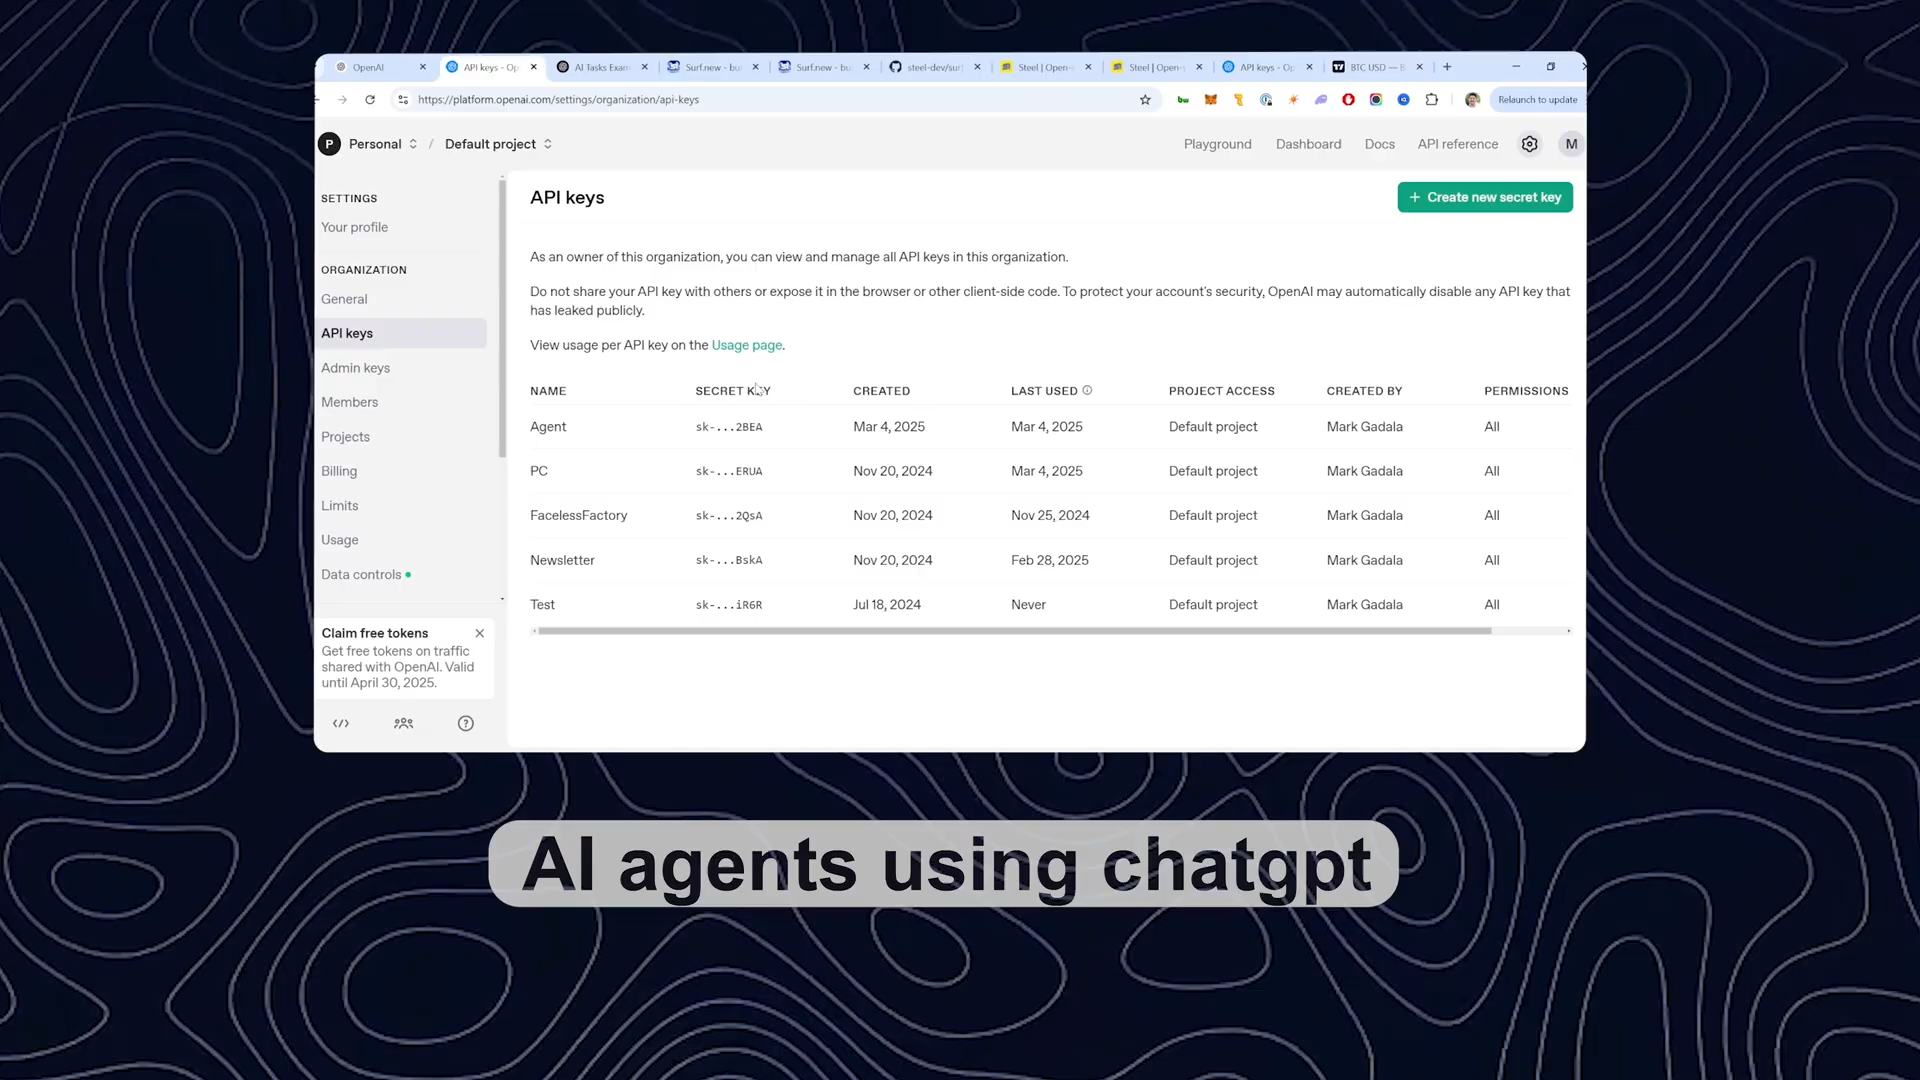 OpenAI
API keys - Op
AI Tasks Exam
Surf.new - bu
Surf.new - bu
steel-dev/surf
Steel | Open-
Steel | Open-
API keys - Op
BTC USD — B
https://platform.openai.com/settings/organization/api-keys
Relaunch to update
P Personal / Default project
Playground Dashboard Docs API reference M
SETTINGS
Your profile
ORGANIZATION
General
API keys
Admin keys
Members
Projects
Billing
Limits
Usage
Data controls
Claim free tokens
Get free tokens on traffic
shared with OpenAI. Valid
until April 30, 2025.
API keys
+ Create new secret key
As an owner of this organization, you can view and manage all API keys in this organization.
Do not share your API key with others or expose it in the browser or other client-side code. To protect your account's security, OpenAI may automatically disable any API key that
has leaked publicly.
View usage per API key on the Usage page.
NAME SECRET KEY CREATED LAST USED PROJECT ACCESS CREATED BY PERMISSIONS
Agent sk-...2BEA Mar 4, 2025 Mar 4, 2025 Default project Mark Gadala All
PC sk-...ERUA Nov 20, 2024 Mar 4, 2025 Default project Mark Gadala All
FacelessFactory sk-...2QsA Nov 20, 2024 Nov 25, 2024 Default project Mark Gadala All
Newsletter sk-...BskA Nov 20, 2024 Feb 28, 2025 Default project Mark Gadala All
Test sk-...iR6R Jul 18, 2024 Never Default project Mark Gadala All
AI agents using chatgpt